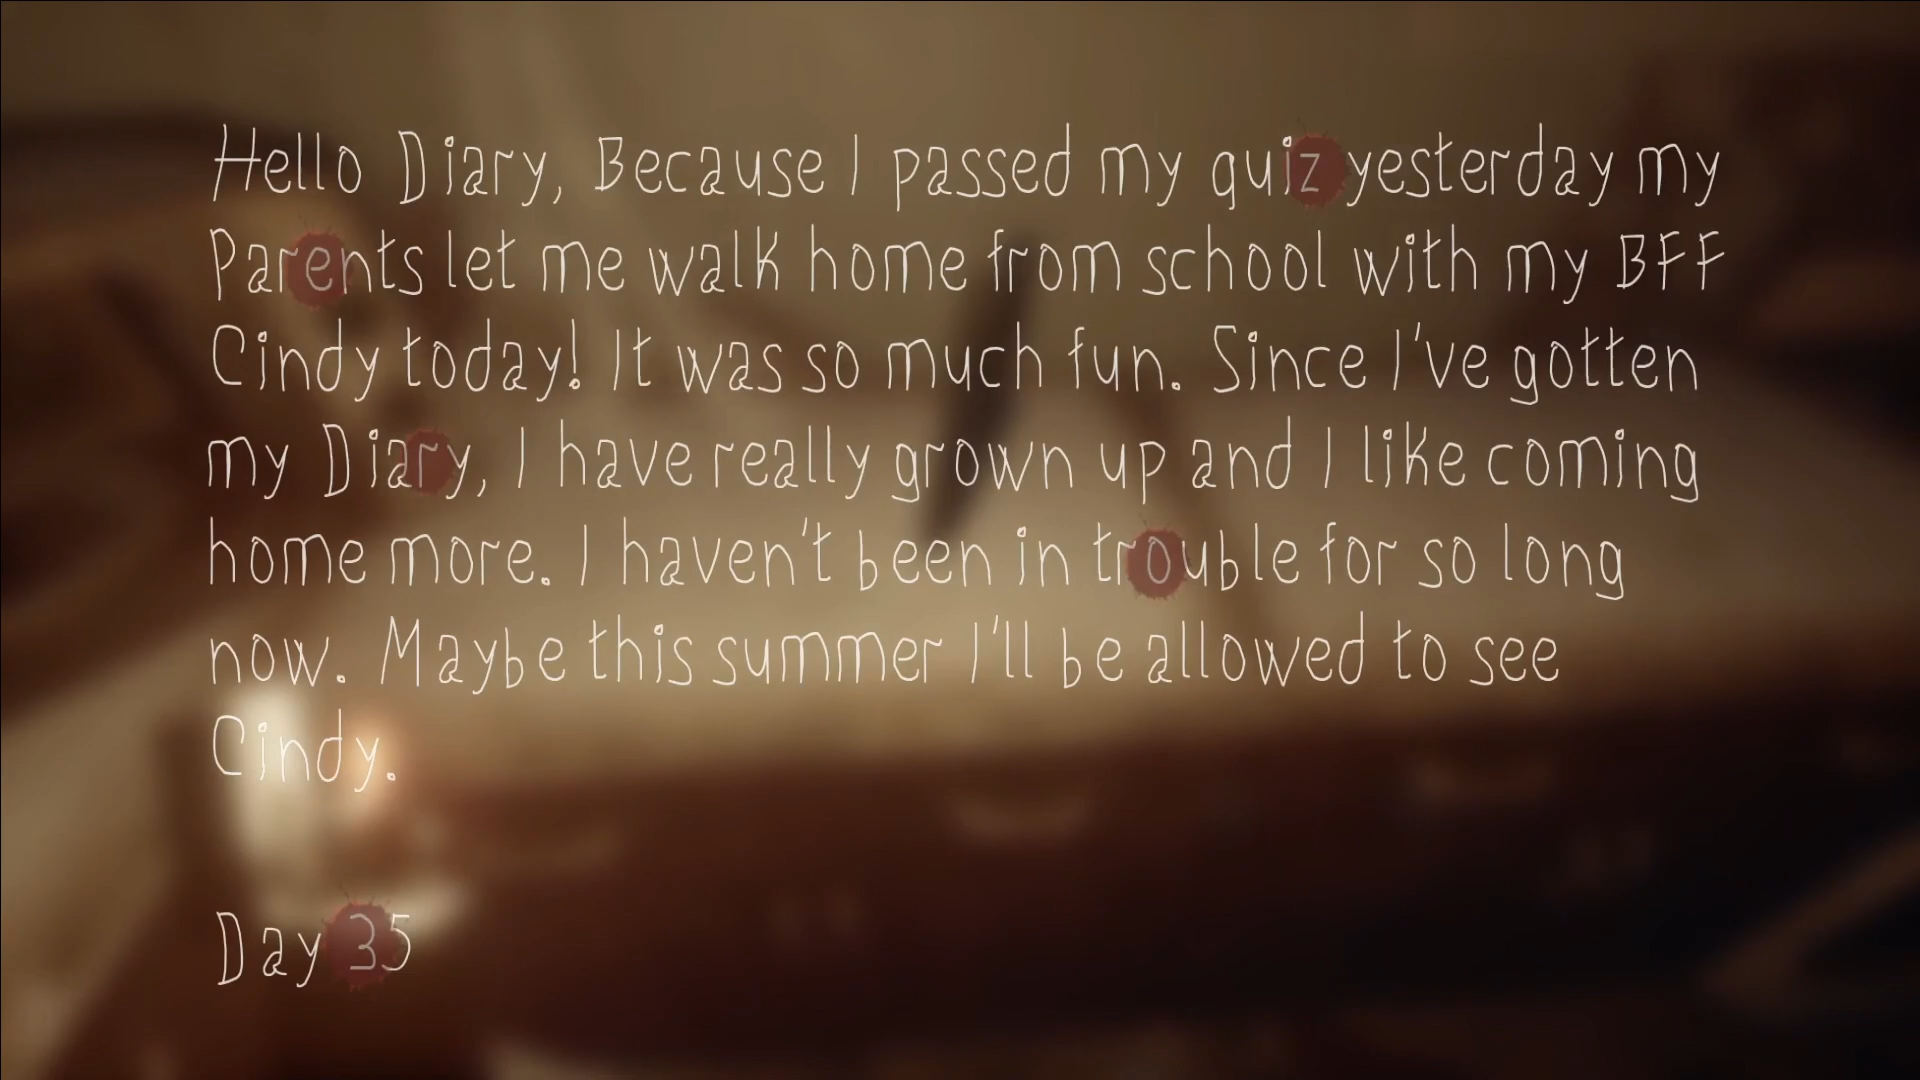 Hello Diary, Because I passed my quiz yesterday my
Parents let me walk home from school with my BFF
Cindy today! It was so much fun. Since I've gotten
my Diary, I have really grown up and I like coming
home more. I haven't been in trouble for so long
now. Maybe this summer I'll be allowed to see
Cindy.
Day 35